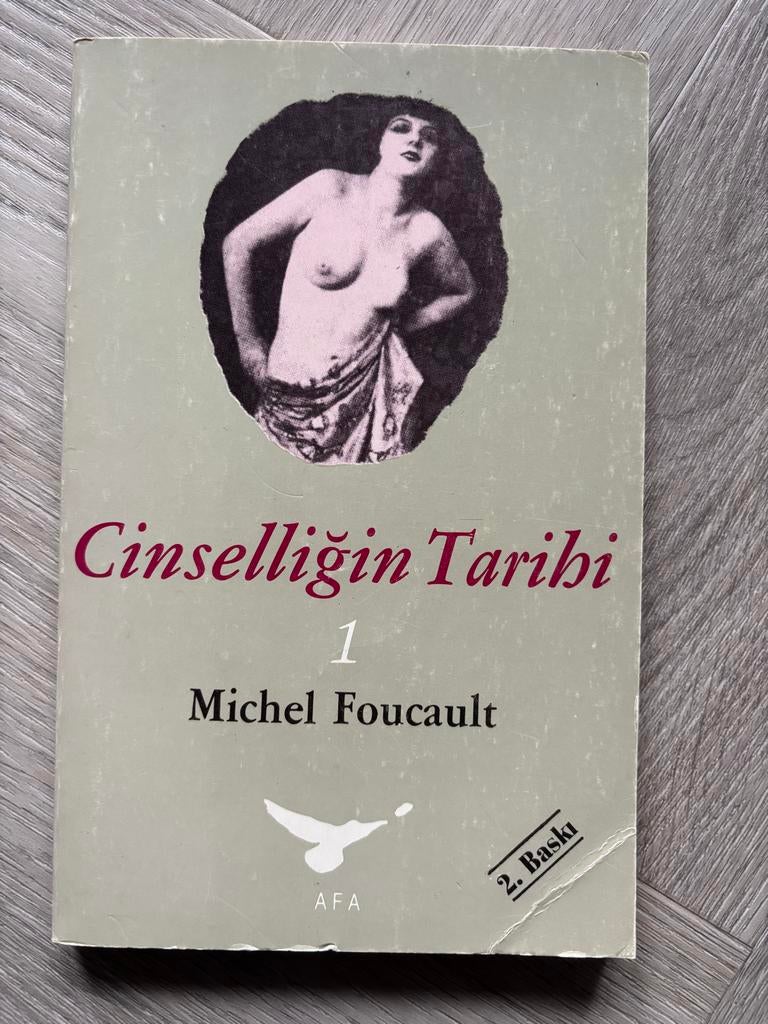 Cinselliğin Tarihi
1
Michel Foucault
AFA
2. Baskı